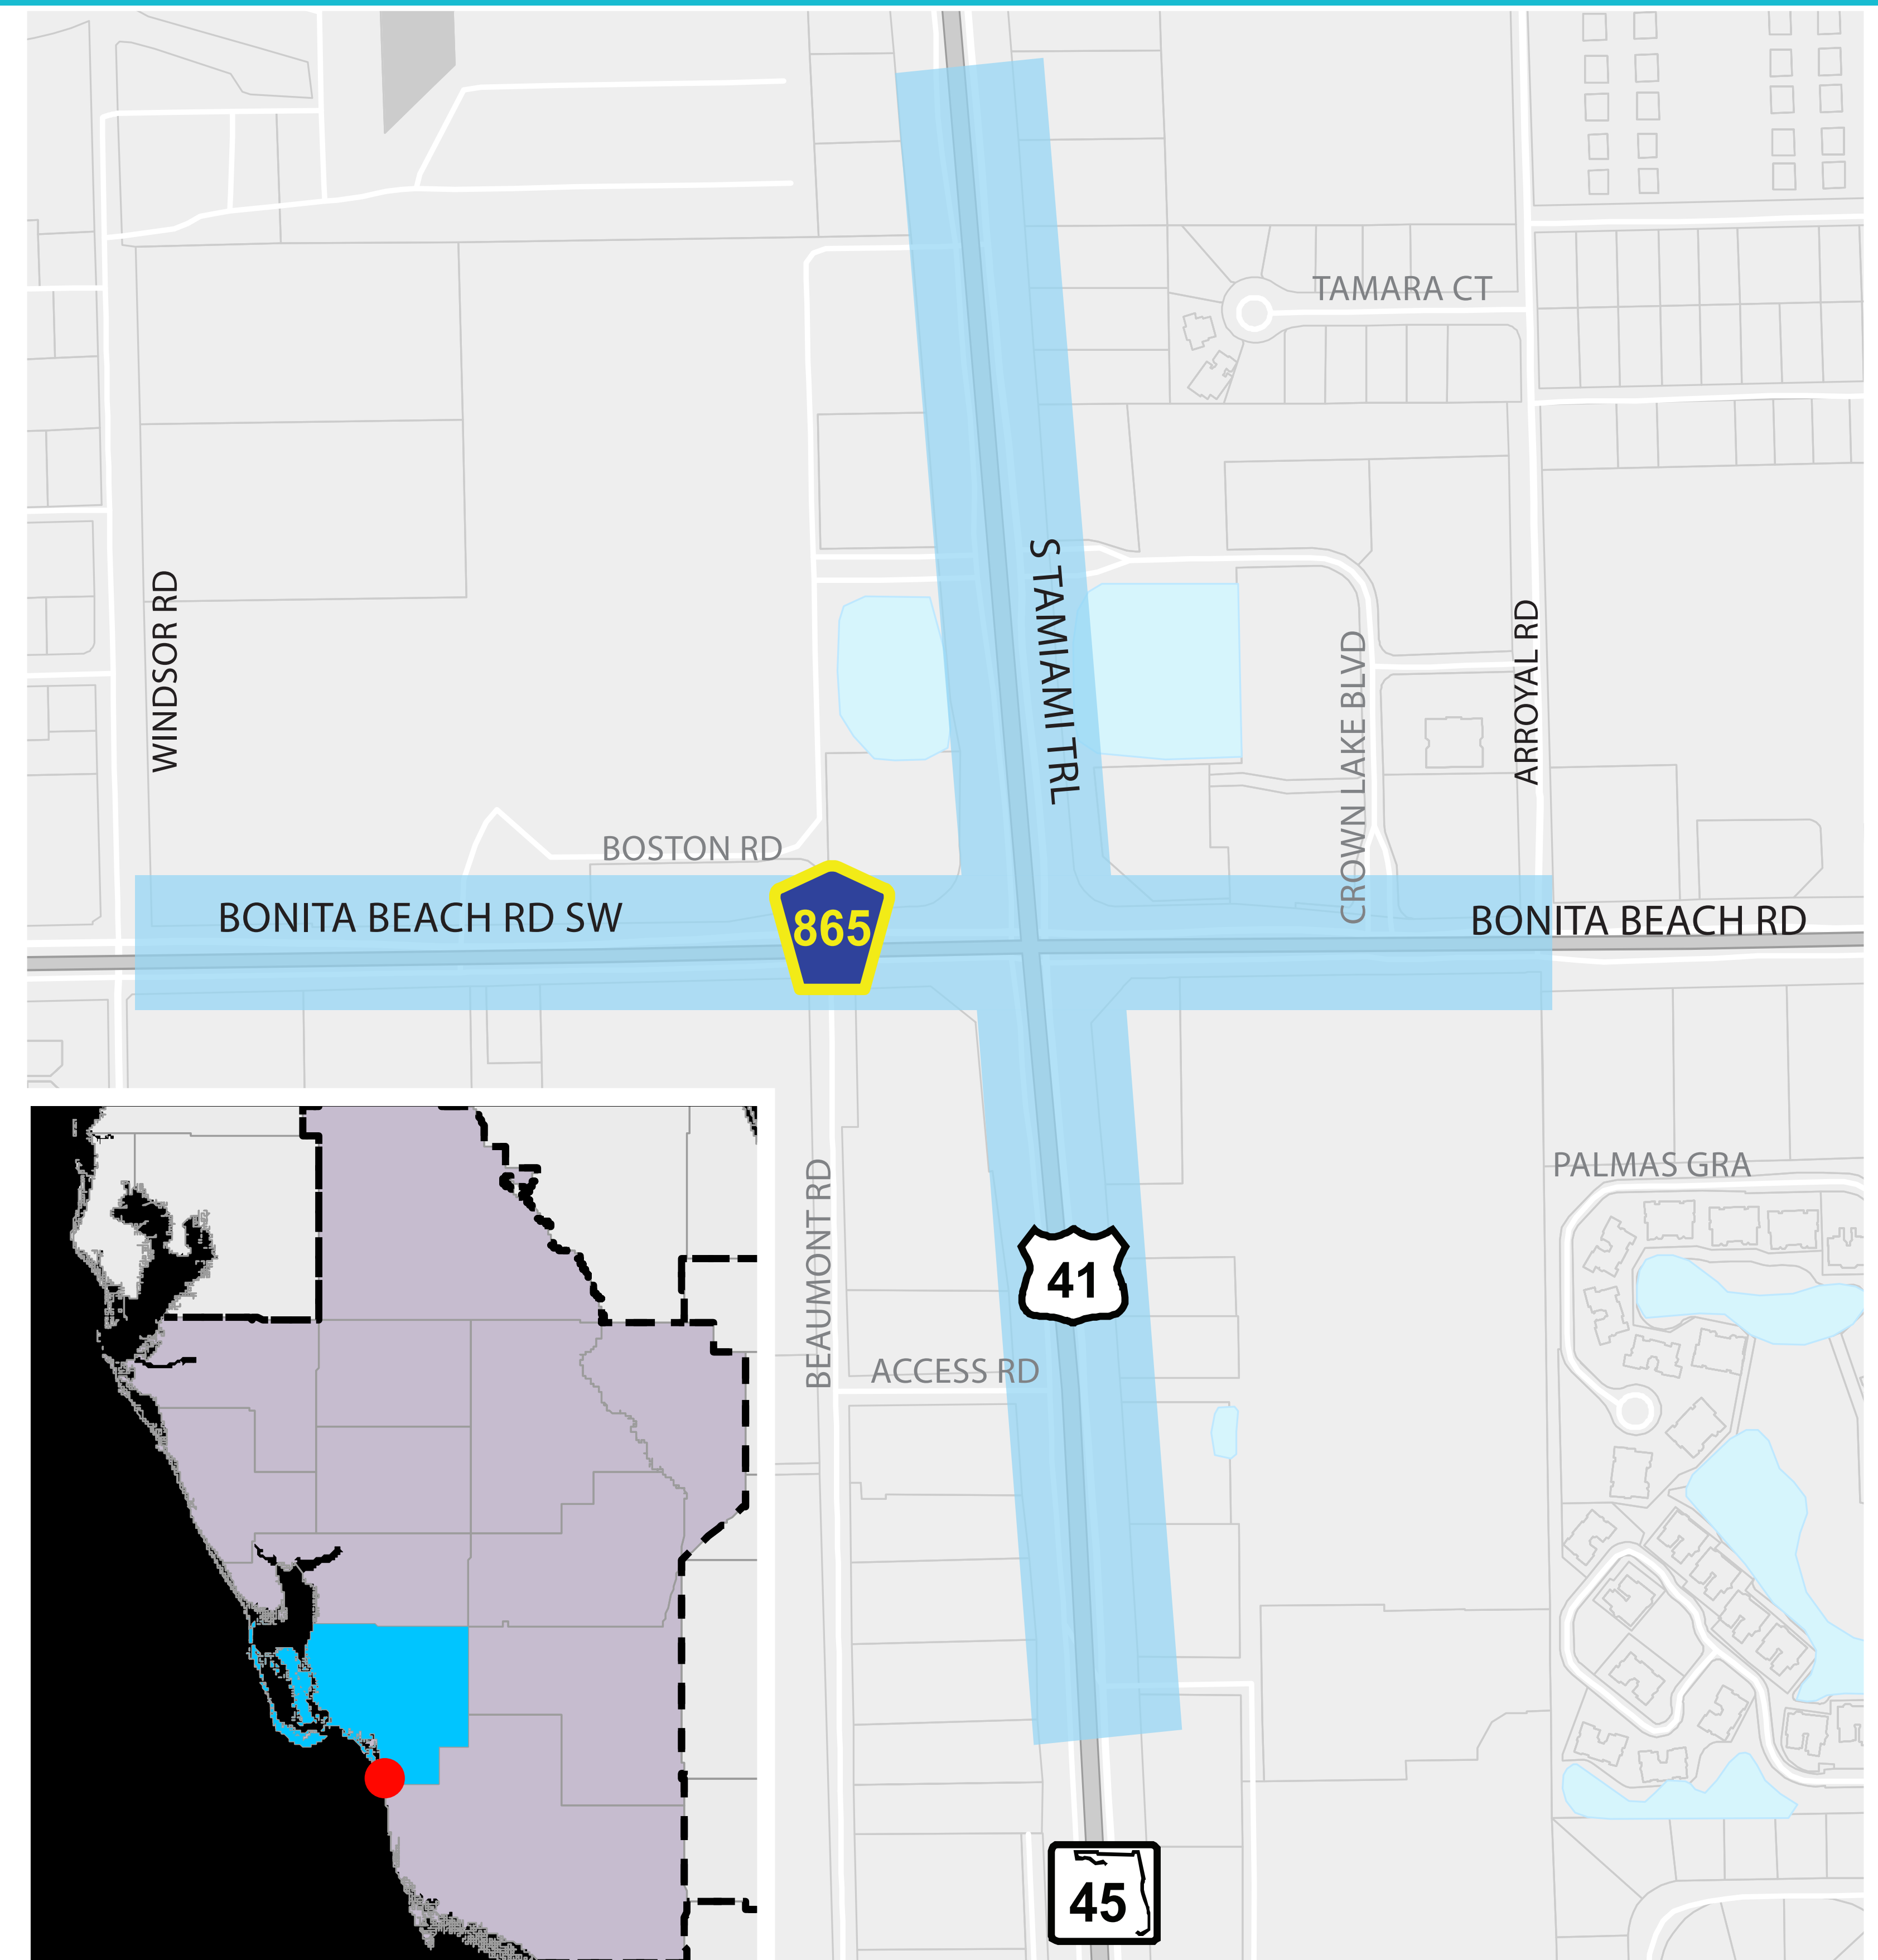 TAMARA CT
S TAMIAMI TRL
WINDSOR RD
ARROYAL RD
CROWN LAKE BLVD
BOSTON RD
BONITA BEACH RD SW
865
BONITA BEACH RD
PALMAS GRA
BEAUMONT RD
41
ACCESS RD
45